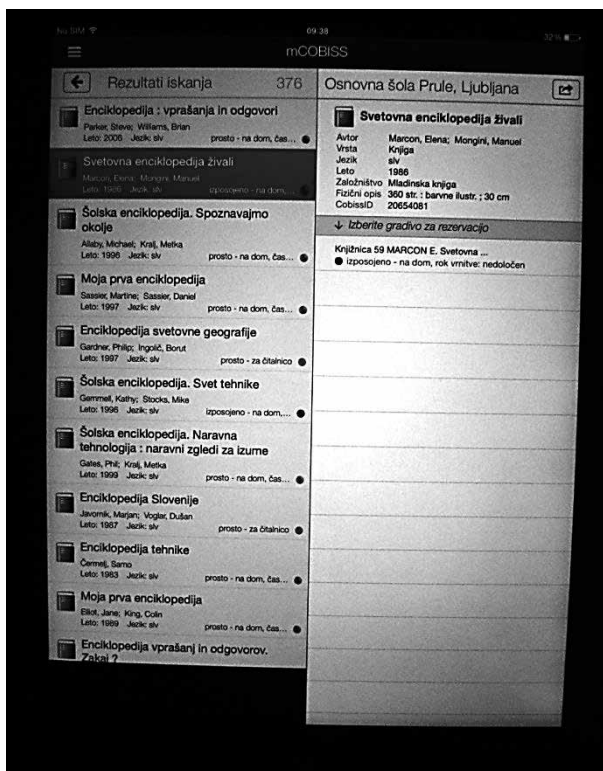 No SIM
09:38
32%
mCOBISS
Rezultati iskanja 376
Enciklopedija : vprašanja in odgovori
Parker, Steve; Williams, Brian
Leto: 2006 Jezik: slv prosto - na dom, čas...
Svetovna enciklopedija živali
Marcon, Elena; Mongini, Manuel
Leto: 1986 Jezik: slv izposojeno - na dom,...
Šolska enciklopedija. Spoznavajmo
okolje
Allaby, Michael; Kralj, Metka
Leto: 1998 Jezik: slv prosto - na dom, čas...
Moja prva enciklopedija
Sassier, Martine; Sassier, Daniel
Leto: 1997 Jezik: slv prosto - na dom, čas...
Enciklopedija svetovne geografije
Gardner, Philip; Ingolič, Borut
Leto: 1997 Jezik: slv prosto - za čitalnico
Šolska enciklopedija. Svet tehnike
Gemmell, Kathy; Stocks, Mike
Leto: 1998 Jezik: slv izposojeno - na dom,...
Šolska enciklopedija. Naravna
tehnologija : naravni zgledi za izume
Gates, Phil; Kralj, Metka
Leto: 1999 Jezik: slv prosto - na dom, čas...
Enciklopedija Slovenije
Javornik, Marjan; Voglar, Dušan
Leto: 1987 Jezik: slv prosto - za čitalnico
Enciklopedija tehnike
Čermelj, Samo
Leto: 1983 Jezik: slv prosto - na dom, čas...
Moja prva enciklopedija
Elliot, Jane; King, Colin
Leto: 1989 Jezik: slv prosto - na dom, čas...
Enciklopedija vprašanj in odgovorov.
Zakaj ?
Osnovna šola Prule, Ljubljana
Svetovna enciklopedija živali
Avtor Marcon, Elena; Mongini, Manuel
Vrsta Knjiga
Jezik slv
Leto 1986
Založništvo Mladinska knjiga
Fizični opis 360 str. : barvne ilustr. ; 30 cm
CobissID 20654081
↓ Izberite gradivo za rezervacijo
Knjižnica 59 MARCON E. Svetovna ...
izposojeno - na dom, rok vrnitve: nedoločen